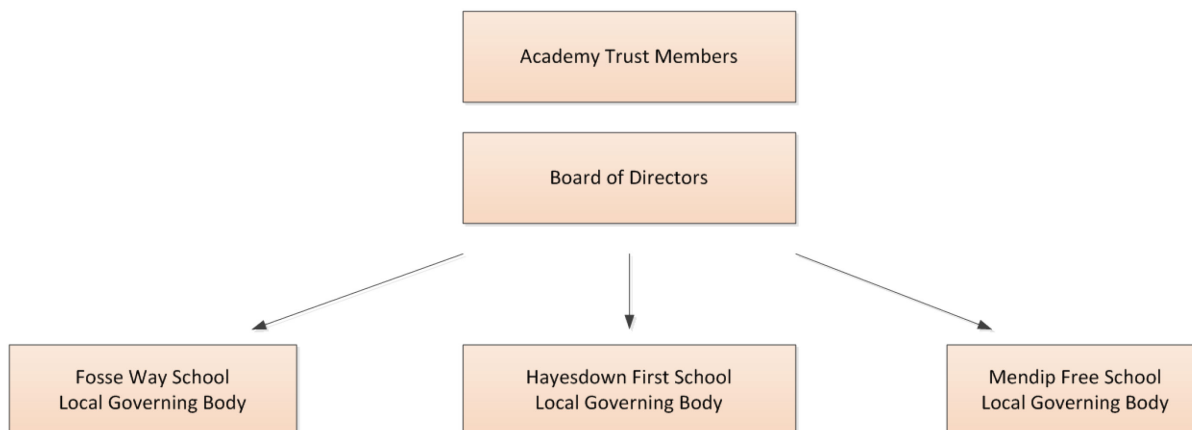 Academy Trust Members
Board of Directors
Fosse Way School
Local Governing Body
Hayesdown First School
Local Governing Body
Mendip Free School
Local Governing Body